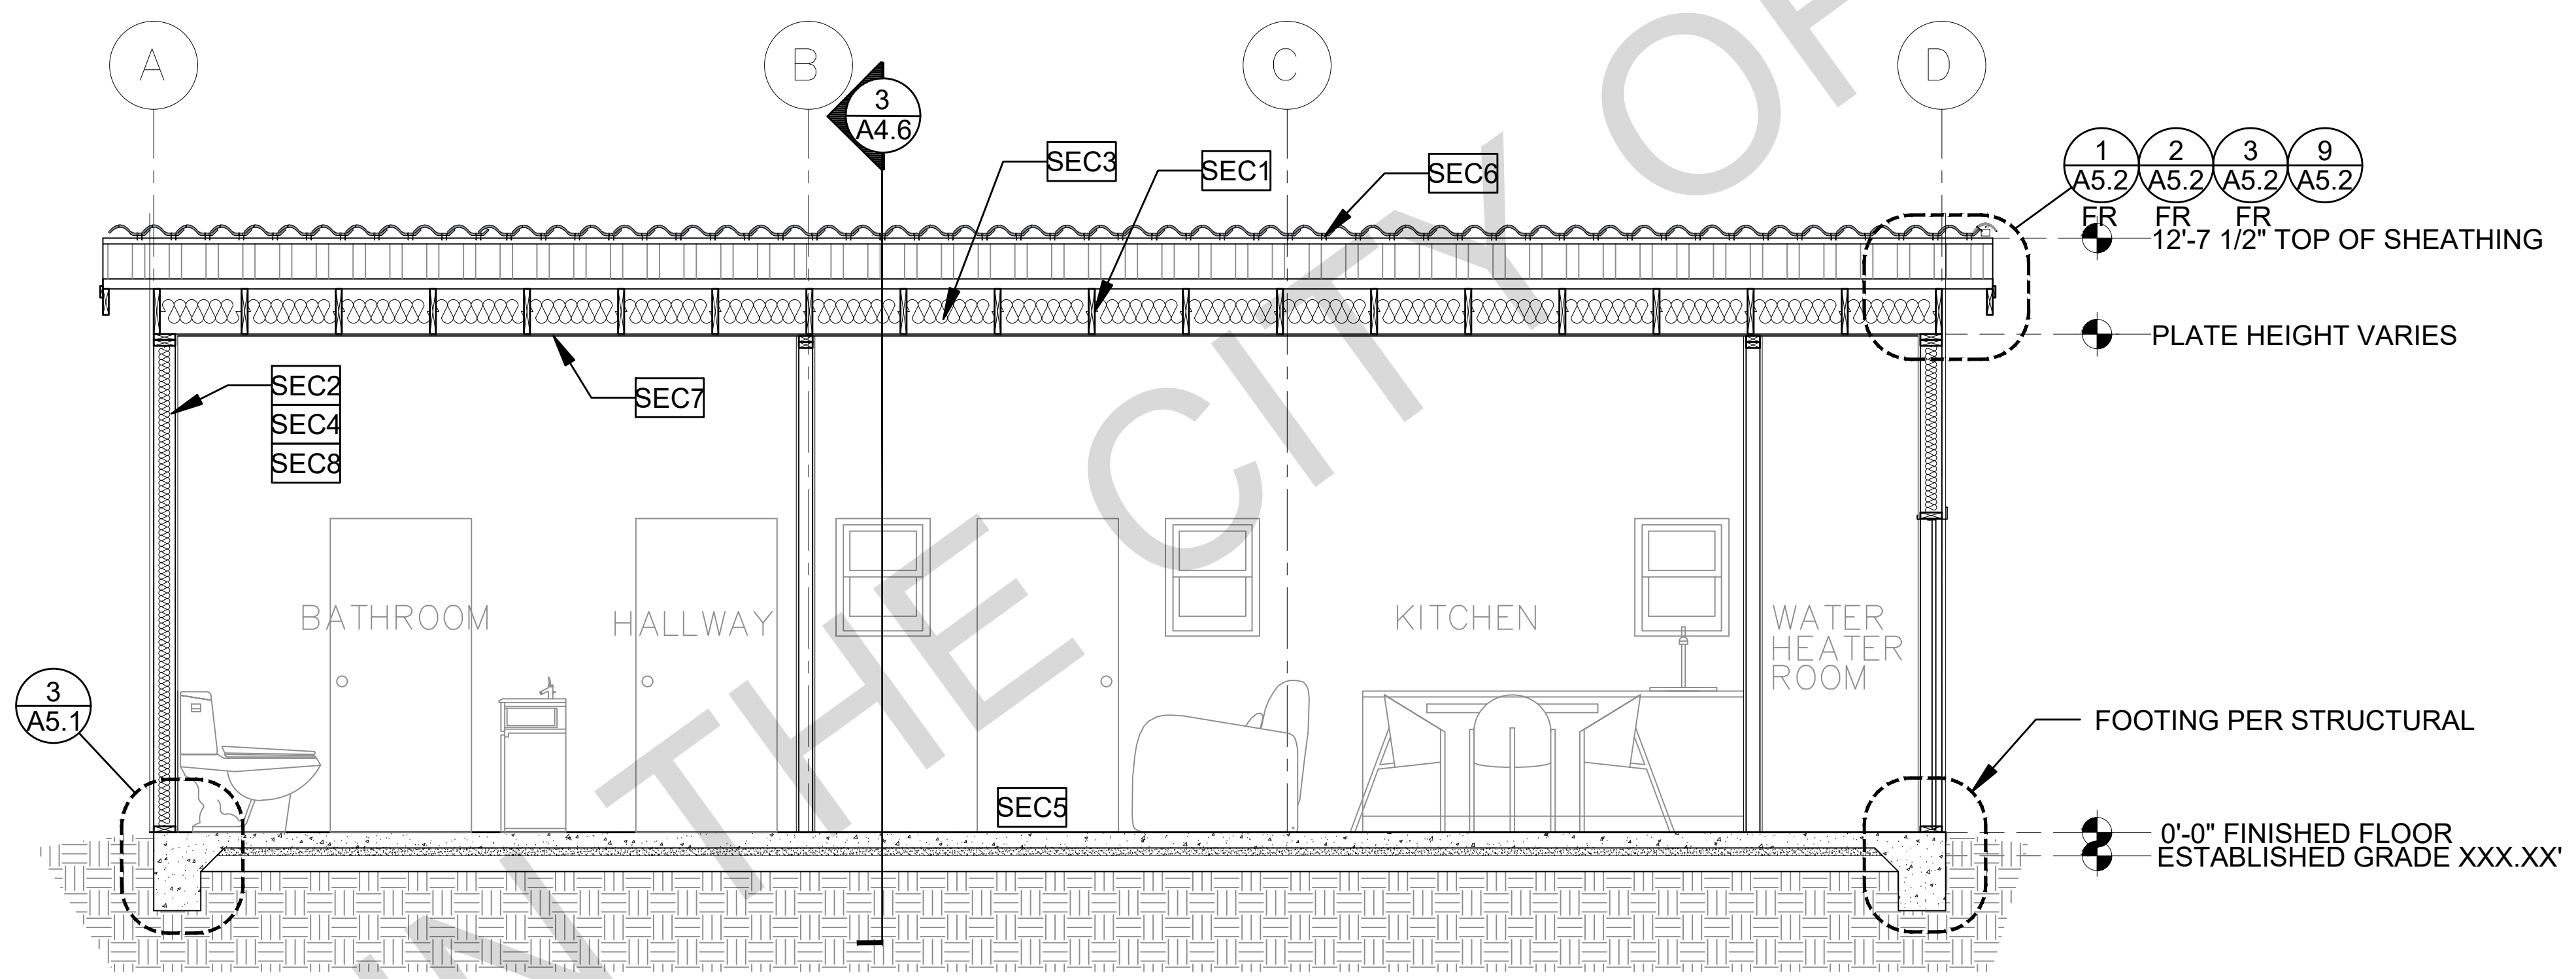 A
B
C
D
3
A4.6
SEC3
SEC1
SEC6
1
A5.2
FR
2
A5.2
FR
3
A5.2
FR
9
A5.2
12'-7 1/2" TOP OF SHEATHING
PLATE HEIGHT VARIES
SEC2
SEC4
SEC8
SEC7
BATHROOM
HALLWAY
KITCHEN
WATER
HEATER
ROOM
3
A5.1
SEC5
FOOTING PER STRUCTURAL
0'-0" FINISHED FLOOR
ESTABLISHED GRADE XXX.XX'
IN THE CITY OF